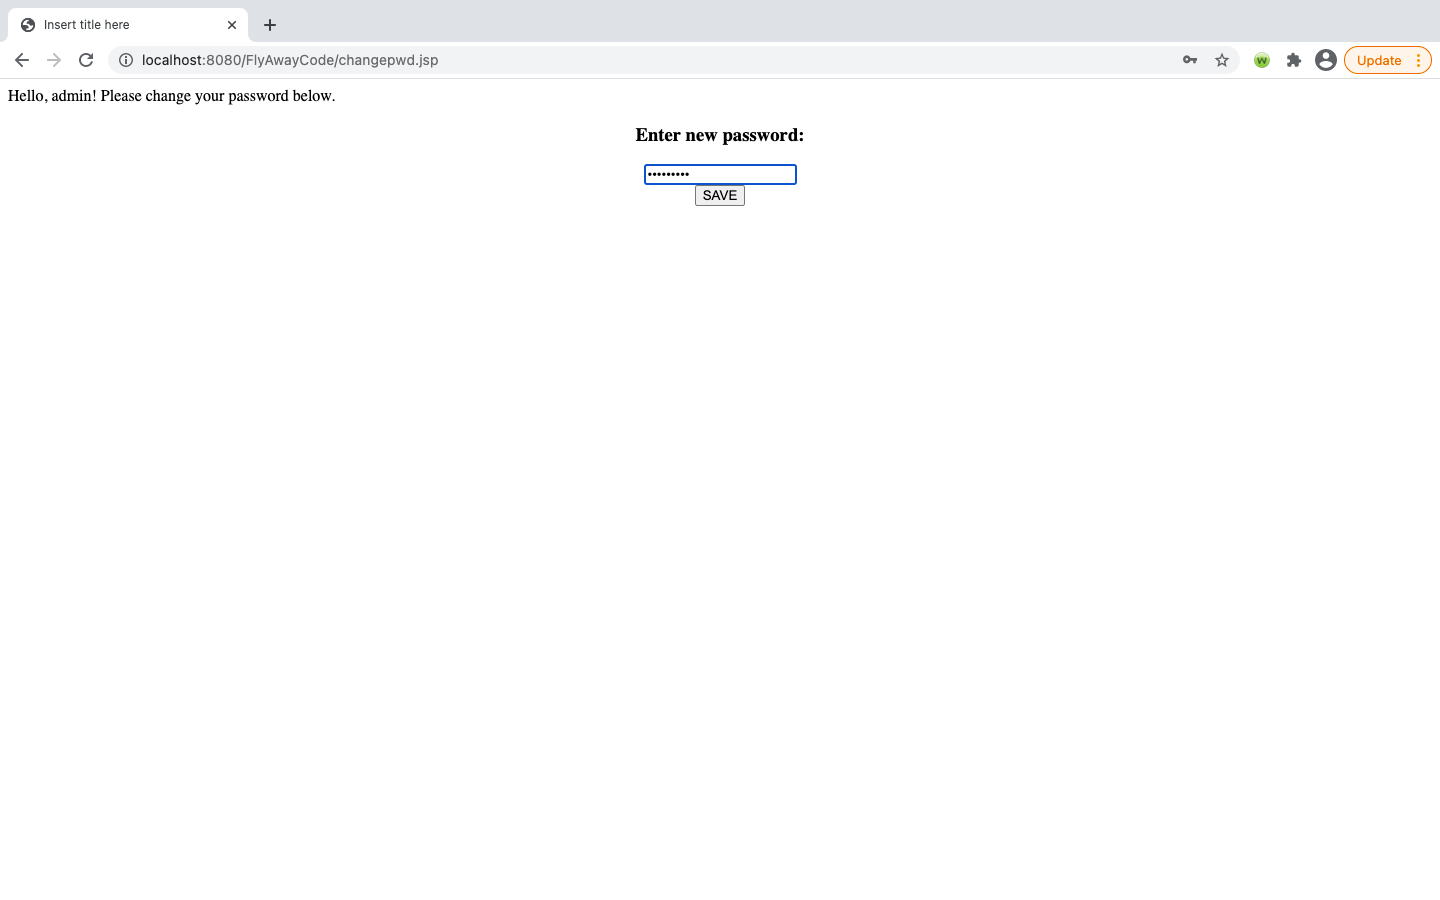 Insert title here
localhost:8080/FlyAwayCode/changepwd.jsp
w
Update
Hello, admin! Please change your password below.
Enter new password:
•••••••••
SAVE